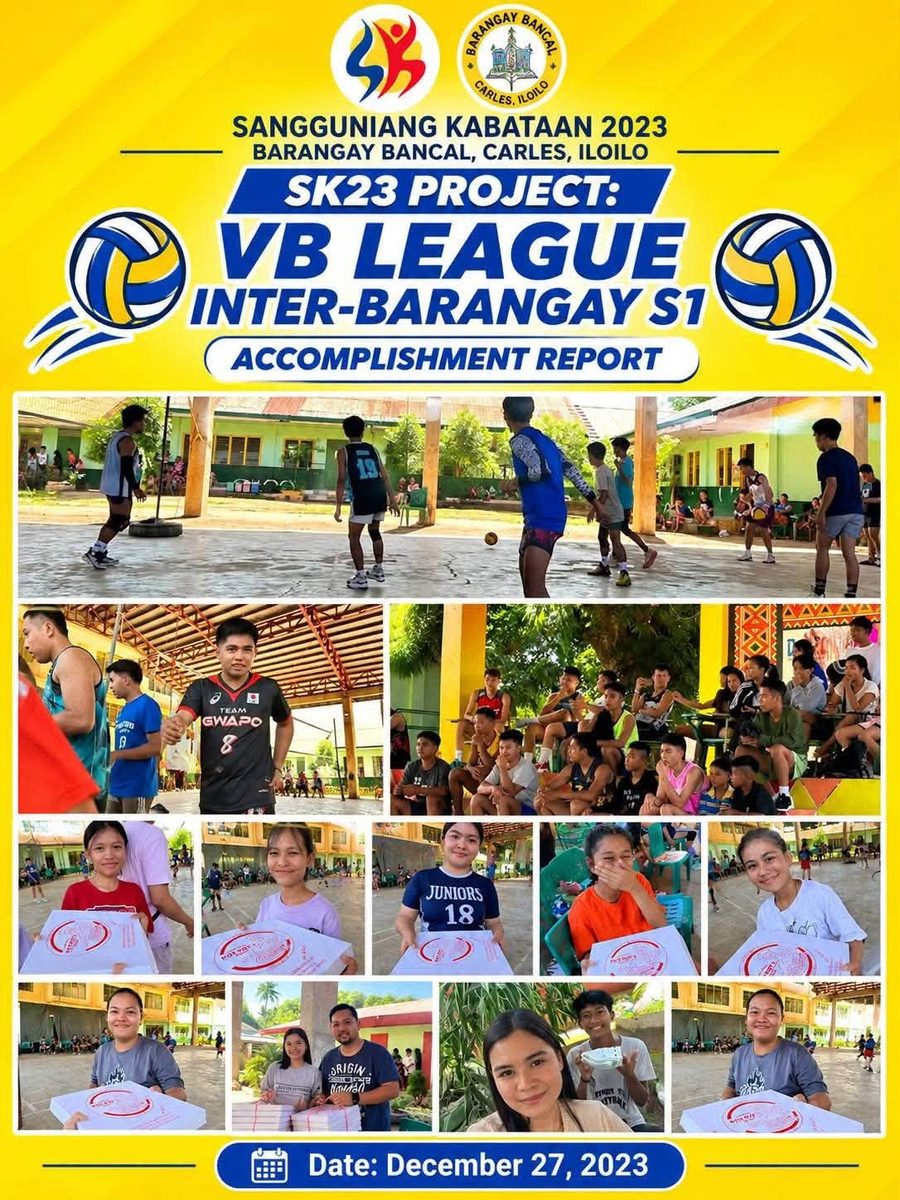 BARANGAY BANCAL
CARLES, ILOILO
SANGGUNIANG KABATAAN 2023
BARANGAY BANCAL, CARLES, ILOILO
SK23 PROJECT:
VB LEAGUE
INTER-BARANGAY S1
ACCOMPLISHMENT REPORT
19
TEAM
GWAPO
8
JUNIORS
18
ORIGIN
Date: December 27, 2023